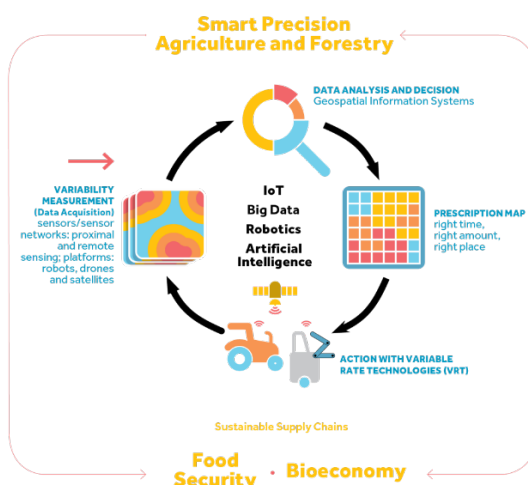 Smart Precision
Agriculture and Forestry
DATA ANALYSIS AND DECISION
Geospatial Information Systems
VARIABILITY
MEASUREMENT
(Data Acquisition)
sensors/sensor
networks: proximal
and remote
sensing; platforms:
robots, drones
and satellites
IoT
Big Data
Robotics
Artificial
Intelligence
PRESCRIPTION MAP
right time,
right amount,
right place
ACTION WITH VARIABLE
RATE TECHNOLOGIES (VRT)
Sustainable Supply Chains
Food
Security · Bioeconomy